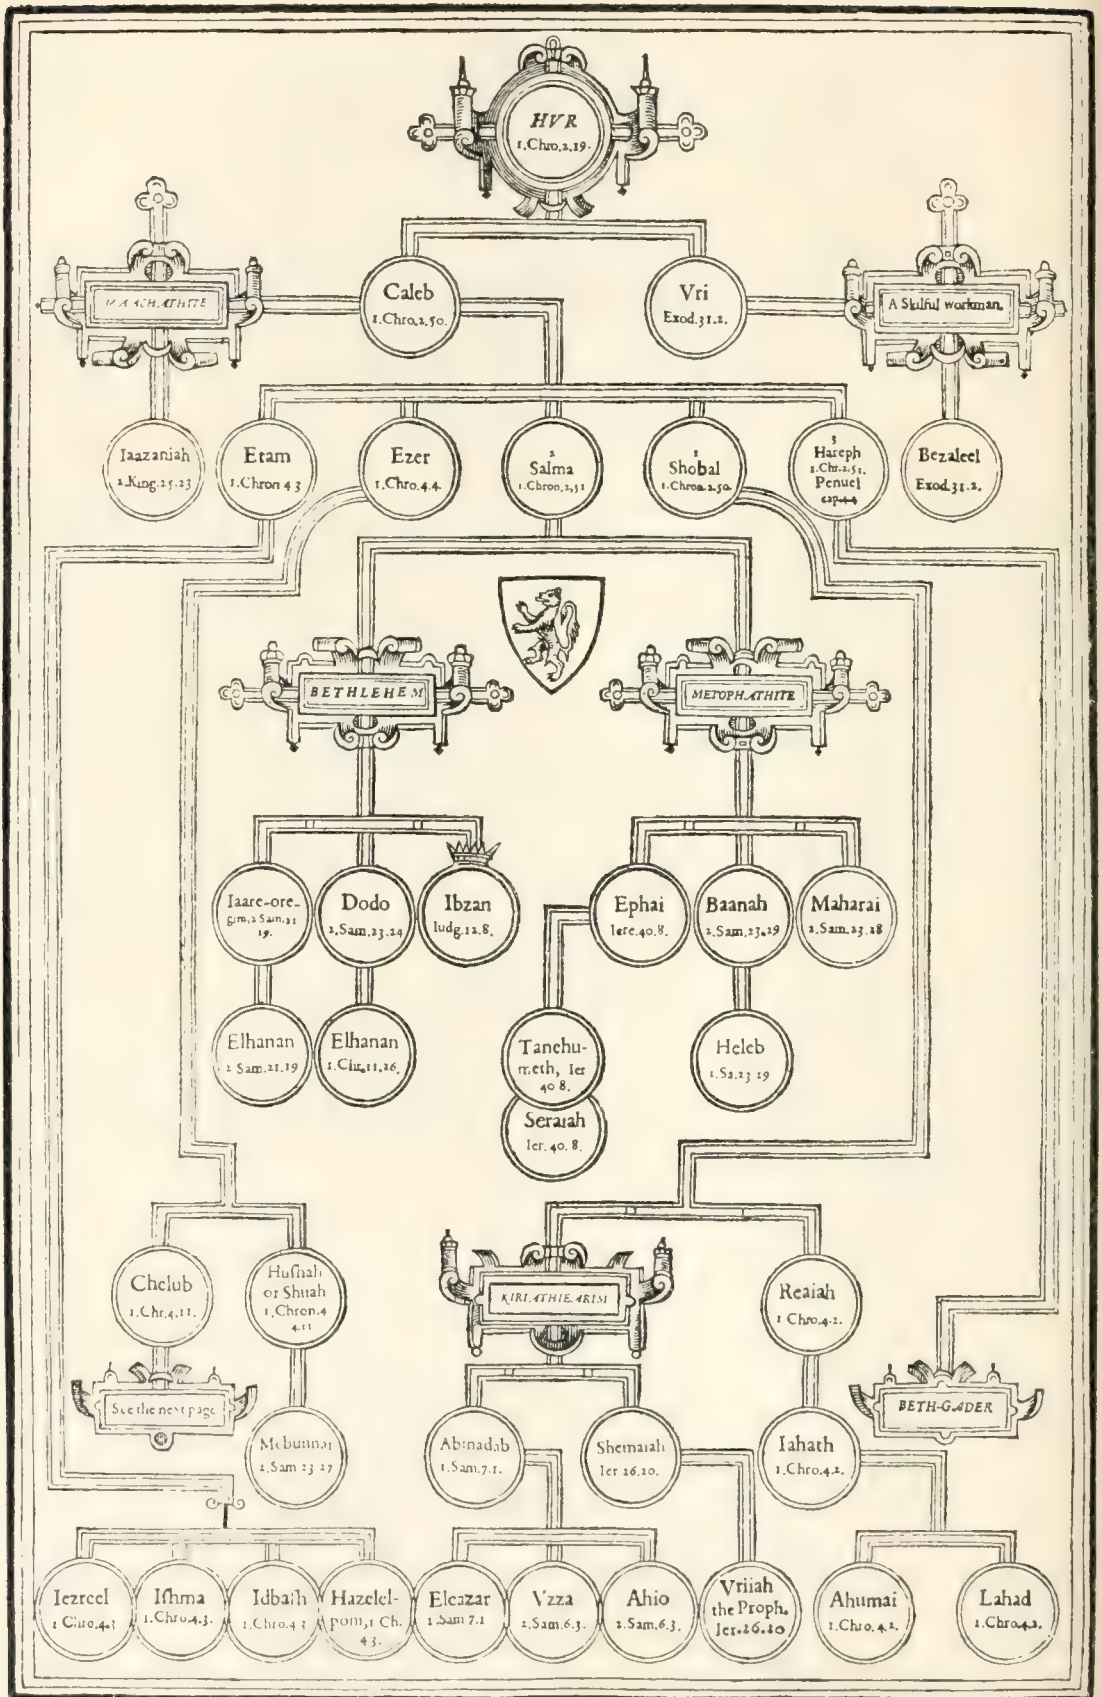 HVR
1.Chro.2.19.
Caleb
1.Chro.2.50.
Vri
Exod.31.2.
MAACHATHITE
A Skilful workman.
Iaazaniah
2.King.25.23
Etam
1.Chron 4 3
Ezer
1.Chro.4.4.
2
Salma
1.Chron.2,51
1
Shobal
1.Chron.2.50.
3
Hareph
1.Chr.2.51.
Penuel
cap.4.4
Bezaleel
Exod.31.2.
BETHLEHEM
METOPHATHITE
Iaare-ore-
gim,2 Sam.21
19.
Dodo
2.Sam.23.24
Ibzan
Iudg.12.8.
Ephai
Iere.40.8.
Baanah
2.Sam.23.29
Maharai
2.Sam.23.28
Elhanan
2 Sam.21.19
Elhanan
1.Chr.11.26.
Tanchu-
meth, Ier
40 8.
Heleb
1.Sa.23 29
Seraiah
Ier. 40. 8.
Chelub
1.Chr.4.11.
Huſhah
or Shuah
1.Chron.4
4.11
KIRIATHIEARIM
Reaiah
1 Chro.4.2.
See the next page
BETH-GADER
Mebunnai
2.Sam 23 27
Abinadab
1.Sam.7.1.
Shemaiah
Ier 26.20.
Iahath
1.Chro.4.2.
Iezreel
1 Chro.4.3
Iſhma
1.Chro.4.3.
Idbaſh
1.Chro.4 3
Hazelel-
poni,1 Ch.
4 3.
Eleazar
1.Sam 7.1
Vzza
2.Sam.6.3.
Ahio
2.Sam.6.3.
Vriiah
the Proph.
Ier.26.20
Ahumai
1.Chro.4.2.
Lahad
1.Chro.4.2.